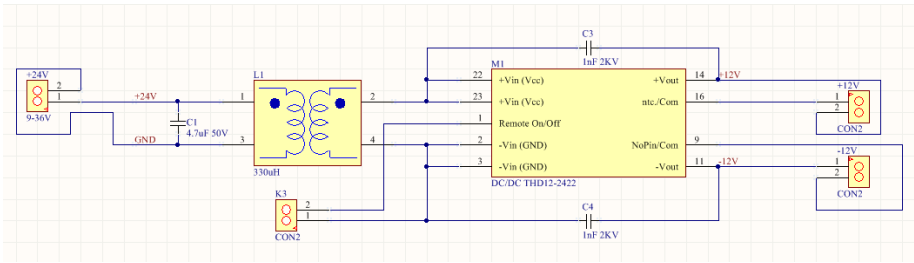 C3
1nF 2KV
+24V
2
1
9-36V
+24V
GND
C1
4.7uF 50V
L1
1
2
3
4
330uH
M1
22 +Vin (Vcc) +Vout 14 +12V
23 +Vin (Vcc) ntc./Com 16
1 Remote On/Off
2 -Vin (GND) NoPin/Com 9
3 -Vin (GND) -Vout 11 -12V
DC/DC THD12-2422
+12V
1
2
CON2
-12V
1
2
CON2
K3
2
1
CON2
C4
1nF 2KV